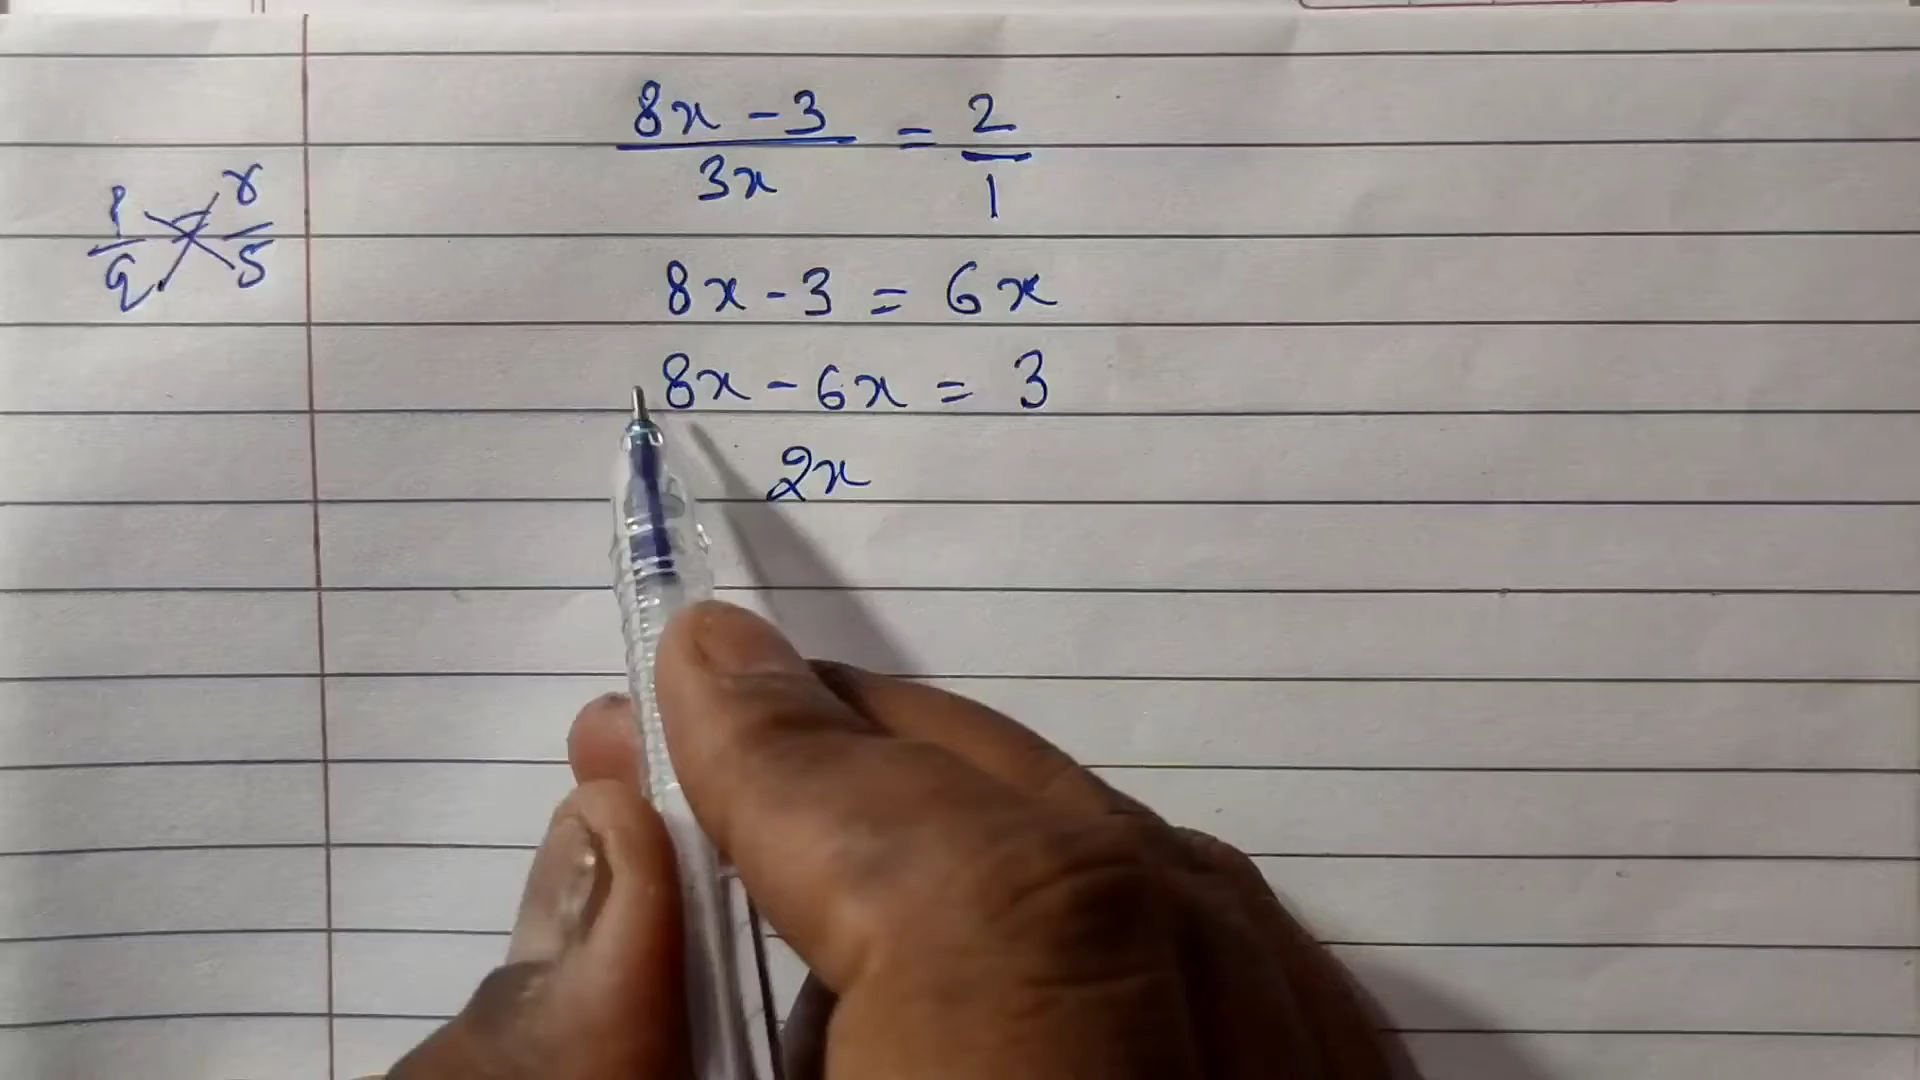 8x - 3 / 3x = 2 / 1
p / q r / s
8x - 3 = 6x
8x - 6x = 3
2x